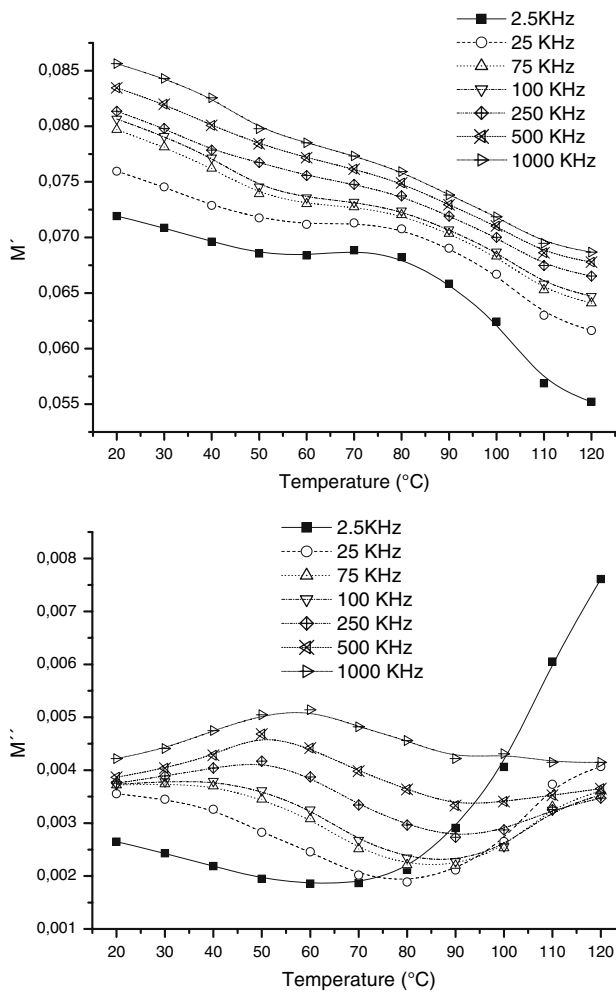 2.5KHz
25 KHz
75 KHz
100 KHz
250 KHz
500 KHz
1000 KHz
0,085
0,080
0,075
0,070
0,065
0,060
0,055
M´
20 30 40 50 60 70 80 90 100 110 120
Temperature (°C)
2.5KHz
25 KHz
75 KHz
100 KHz
250 KHz
500 KHz
1000 KHz
0,008
0,007
0,006
0,005
0,004
0,003
0,002
0,001
M´´
20 30 40 50 60 70 80 90 100 110 120
Temperature (°C)